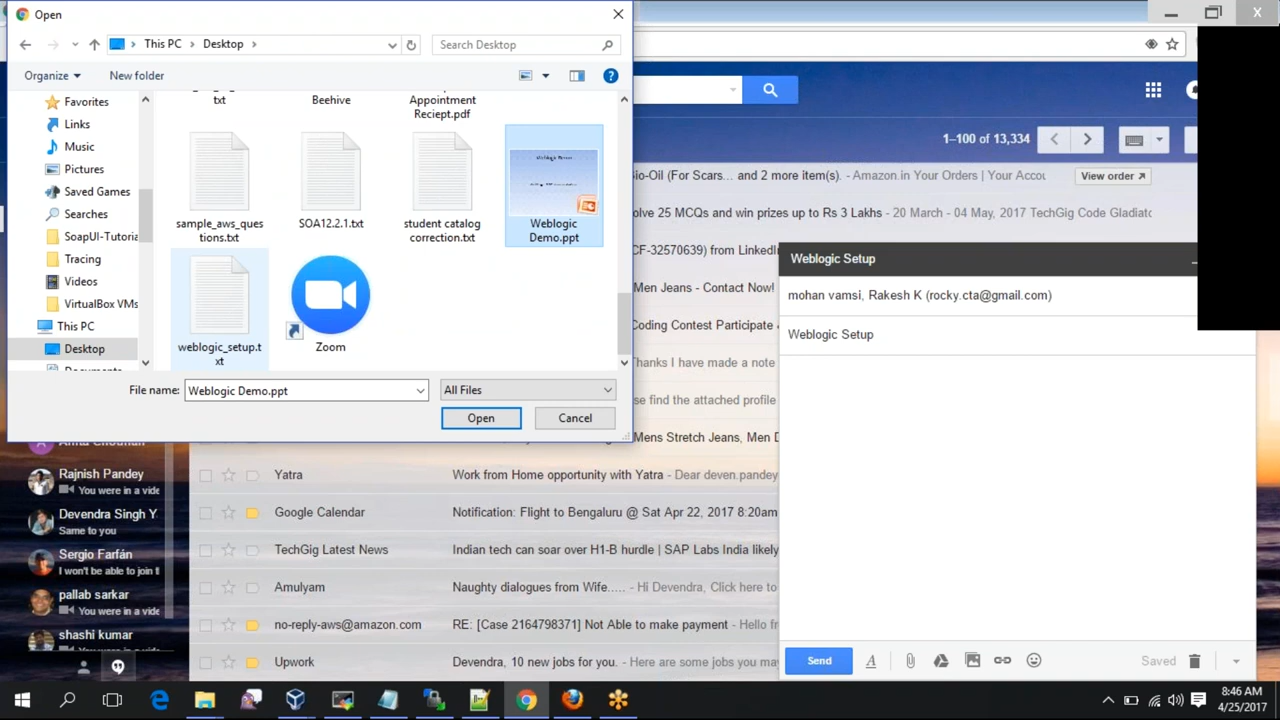 Open
This PC
Desktop
Search Desktop
Organize
New folder
Favorites
Links
Music
Pictures
Saved Games
Searches
SoapUI-Tutoria
Tracing
Videos
VirtualBox VMs
This PC
Desktop
txt
Beehive
Appointment
Reciept.pdf
sample_aws_ques
tions.txt
SOA12.2.1.txt
student catalog
correction.txt
Weblogic
Demo.ppt
weblogic_setup.t
xt
Zoom
File name:
Weblogic Demo.ppt
All Files
Open
Cancel
1–100 of 13,334
Bio-Oil (For Scars... and 2 more item(s). - Amazon.in Your Orders | Your Accou
View order
olve 25 MCQs and win prizes up to Rs 3 Lakhs - 20 March - 04 May, 2017 TechGig Code Gladiato
CF-32570639) from LinkedIn
Men Jeans - Contact Now!
Coding Contest Participate
Thanks I have made a note
se find the attached profile
Mens Stretch Jeans, Men D
Yatra
Work from Home opportunity with Yatra - Dear deven.pandey
Google Calendar
Notification: Flight to Bengaluru @ Sat Apr 22, 2017 8:20am
TechGig Latest News
Indian tech can soar over H1-B hurdle | SAP Labs India likely
Amulyam
Naughty dialogues from Wife..... - Hi Devendra, Click here to
no-reply-aws@amazon.com
RE: [Case 2164798371] Not Able to make payment - Hello fr
Upwork
Devendra, 10 new jobs for you. - Here are some jobs you may
Rajnish Pandey
You were in a vide
Devendra Singh Y.
Same to you
Sergio Farfán
I won't be able to join t
pallab sarkar
You were in a vide
shashi kumar
Weblogic Setup
mohan vamsi, Rakesh K (rocky.cta@gmail.com)
Weblogic Setup
Send
Saved
8:46 AM
4/25/2017